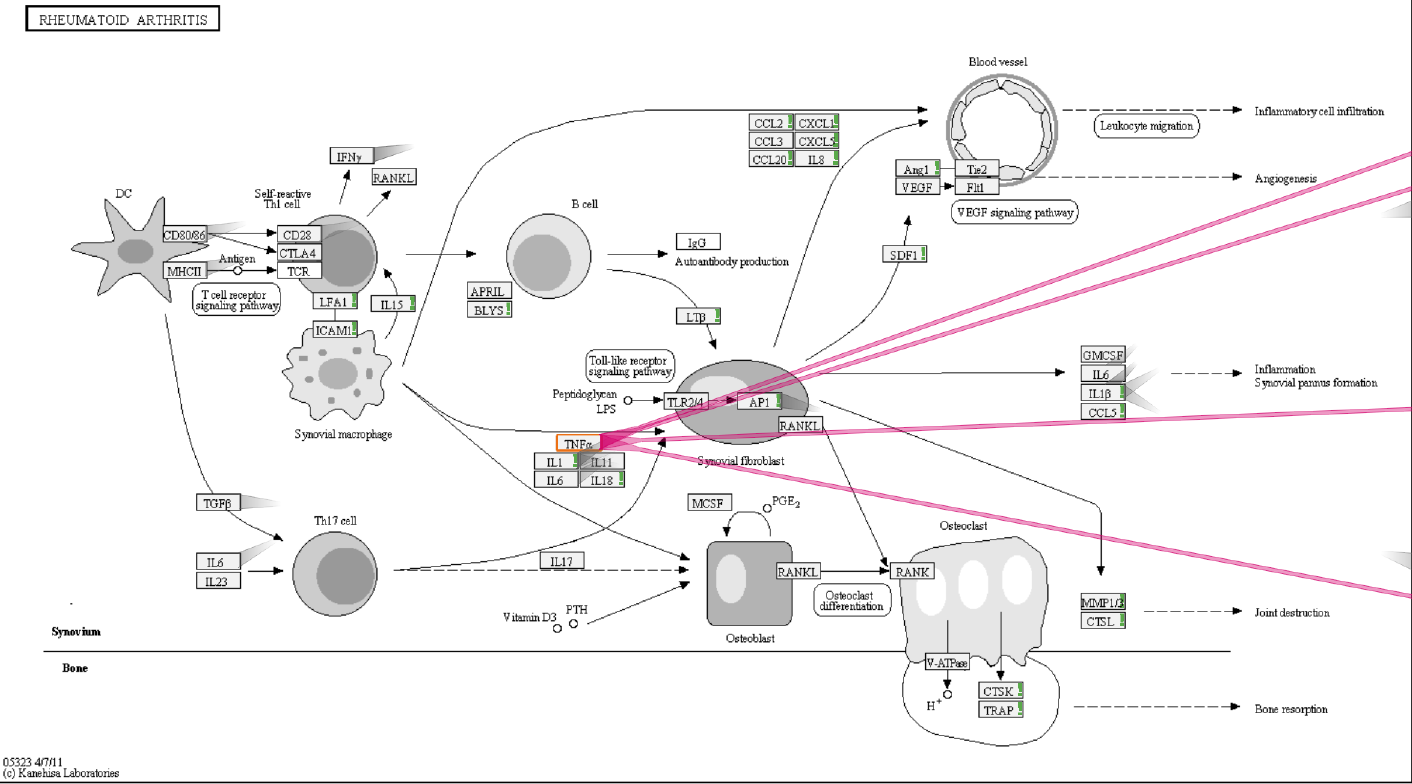 RHEUMATOID ARTHRITIS
Blood vessel
Inflammatory cell infiltration
Leukocyte migration
CCL2 CXCL1
CCL3 CXCL5
CCL20 IL8
IFNγ
RANKL
DC
Self-reactive
Th1 cell
B cell
Ang1 Tie2
VEGF Flt1
Angiogenesis
VEGF signaling pathway
CD80/86 CD28
CTLA4
MHCII Antigen TCR
T cell receptor
signaling pathway
IgG
Autoantibody production
SDF1
LFA1
IL15
APRIL
BLYS
LTβ
ICAM1
Toll-like receptor
signaling pathway
GMCSF
IL6
IL1β
CCL5
Inflammation
Synovial pannus formation
Peptidoglycan
LPS
TLR2/4
AP1
RANKL
Synovial macrophage
TNFα
IL1 IL11
IL6 IL18
Synovial fibroblast
TGFβ
Th17 cell
MCSF
PGE2
Osteoclast
IL6
IL23
IL17
RANKL
RANK
Osteoclast
differentiation
Vitamin D3
PTH
Osteoblast
MMP1/3
CTSL
Joint destruction
Synovium
Bone
V-ATPase
H+
CTSK
TRAP
Bone resorption
05323 4/7/11
(c) Kanehisa Laboratories